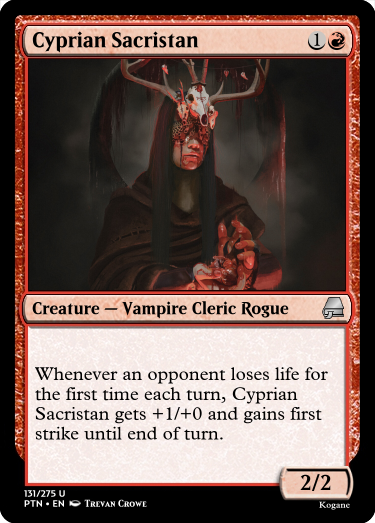 Cyprian Sacristan 1
Creature — Vampire Cleric Rogue
Whenever an opponent loses life for
the first time each turn, Cyprian
Sacristan gets +1/+0 and gains first
strike until end of turn.
2/2
131/275 U
PTN • EN Trevan Crowe
Kogane